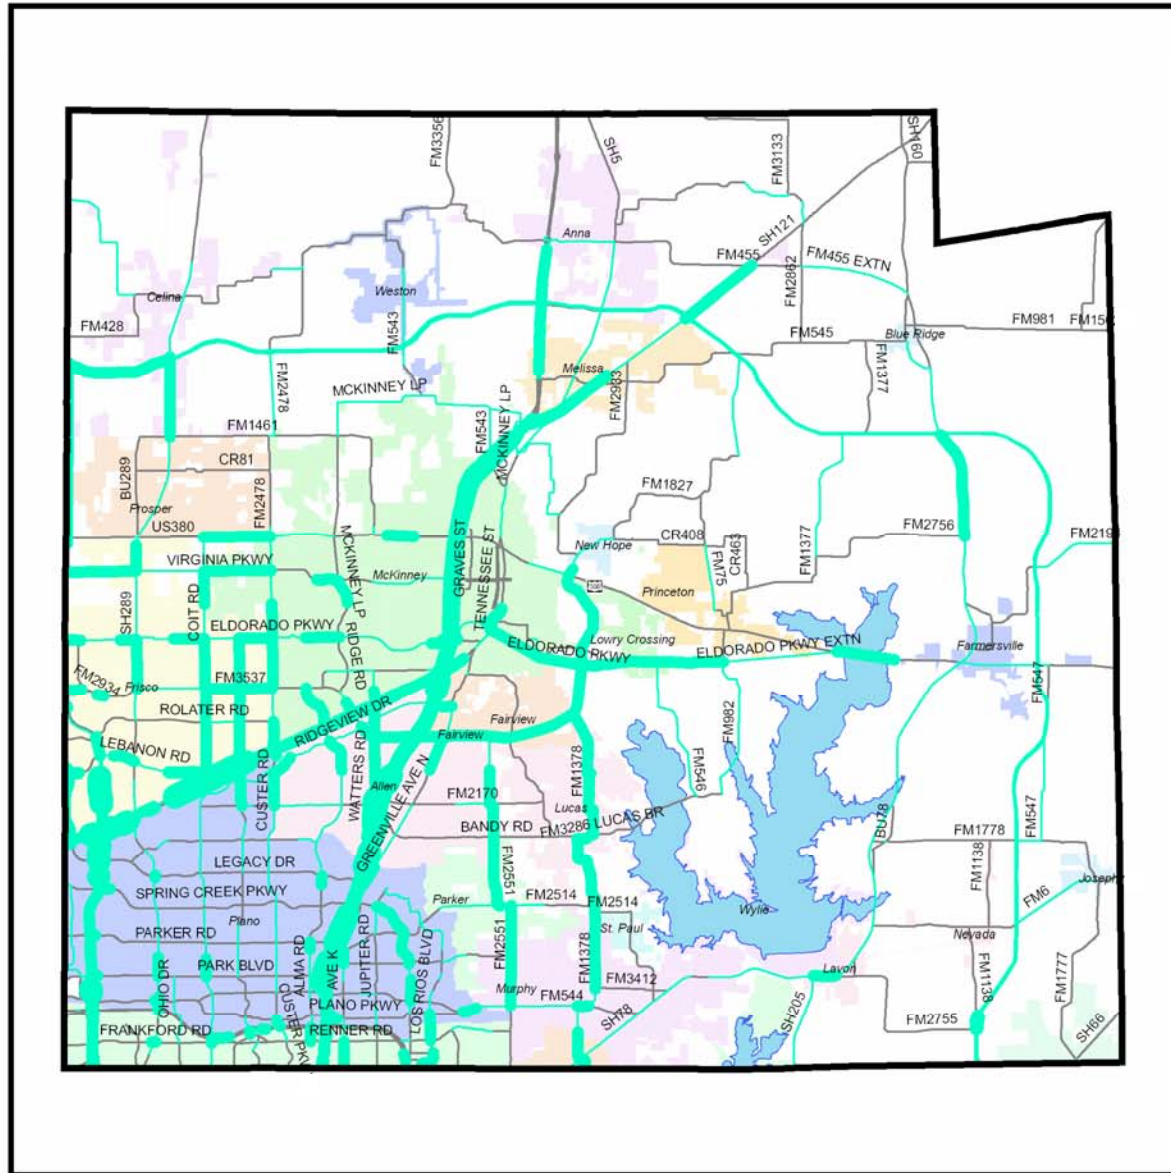 FM3356
SH5
FM3133
SH160
Anna
SH121
FM455
FM455 EXTN
FM2862
Celina
Weston
FM428
FM543
FM545
Blue Ridge
FM981
FM2478
MCKINNEY LP
Melissa
FM2933
FM1377
FM1461
FM543
MCKINNEY LP
CR81
BU289
FM2478
FM1827
Prosper
US380
MCKINNEY LP
GRAVES ST
TENNESSEE ST
New Hope
CR408
CR463
FM75
FM1377
FM2756
VIRGINIA PKWY
McKinney
Princeton
SH289
COIT RD
ELDORADO PKWY
RIDGE RD
ELDORADO PKWY
Lowry Crossing
ELDORADO PKWY EXTN
Farmersville
FM2934
Frisco
FM3537
FM547
ROLATER RD
RIDGEVIEW DR
Fairview
Fairview
FM982
LEBANON RD
CUSTER RD
WATTERS RD
Allen
GREENVILLE AVE N
FM1378
FM546
FM2170
Lucas
BANDY RD
FM3286
LUCAS BR
BU78
FM1778
FM547
LEGACY DR
FM1138
SPRING CREEK PKWY
FM2551
FM2514
FM2514
FM6
Josephine
Plano
Parker
Wylie
PARKER RD
ALMA RD
AVE K
JUPITER RD
LOS RIOS BLVD
FM2551
FM1378
St. Paul
Nevada
OHIO DR
PARK BLVD
Murphy
FM3412
Lavon
FM1138
FM1777
PLANO PKWY
FM544
SH78
SH205
FRANKFORD RD
RENNER RD
FM2755
SH66